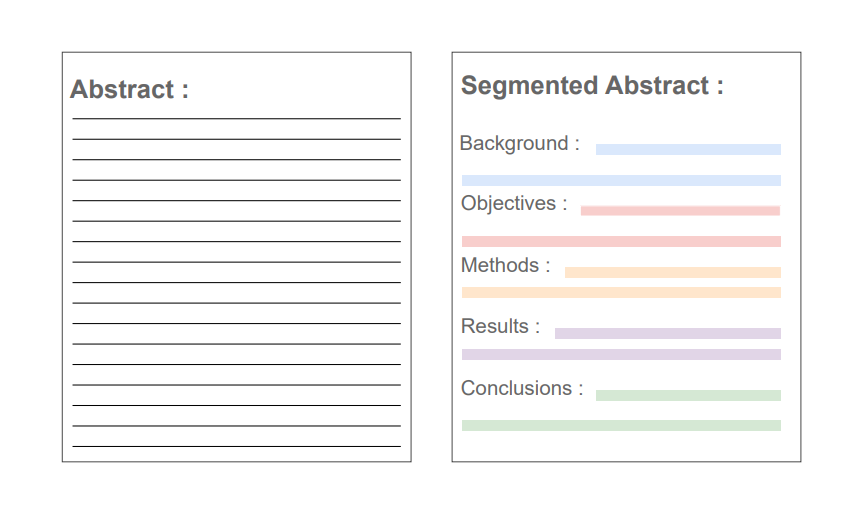 Abstract :
Segmented Abstract :
Background :
Objectives :
Methods :
Results :
Conclusions :